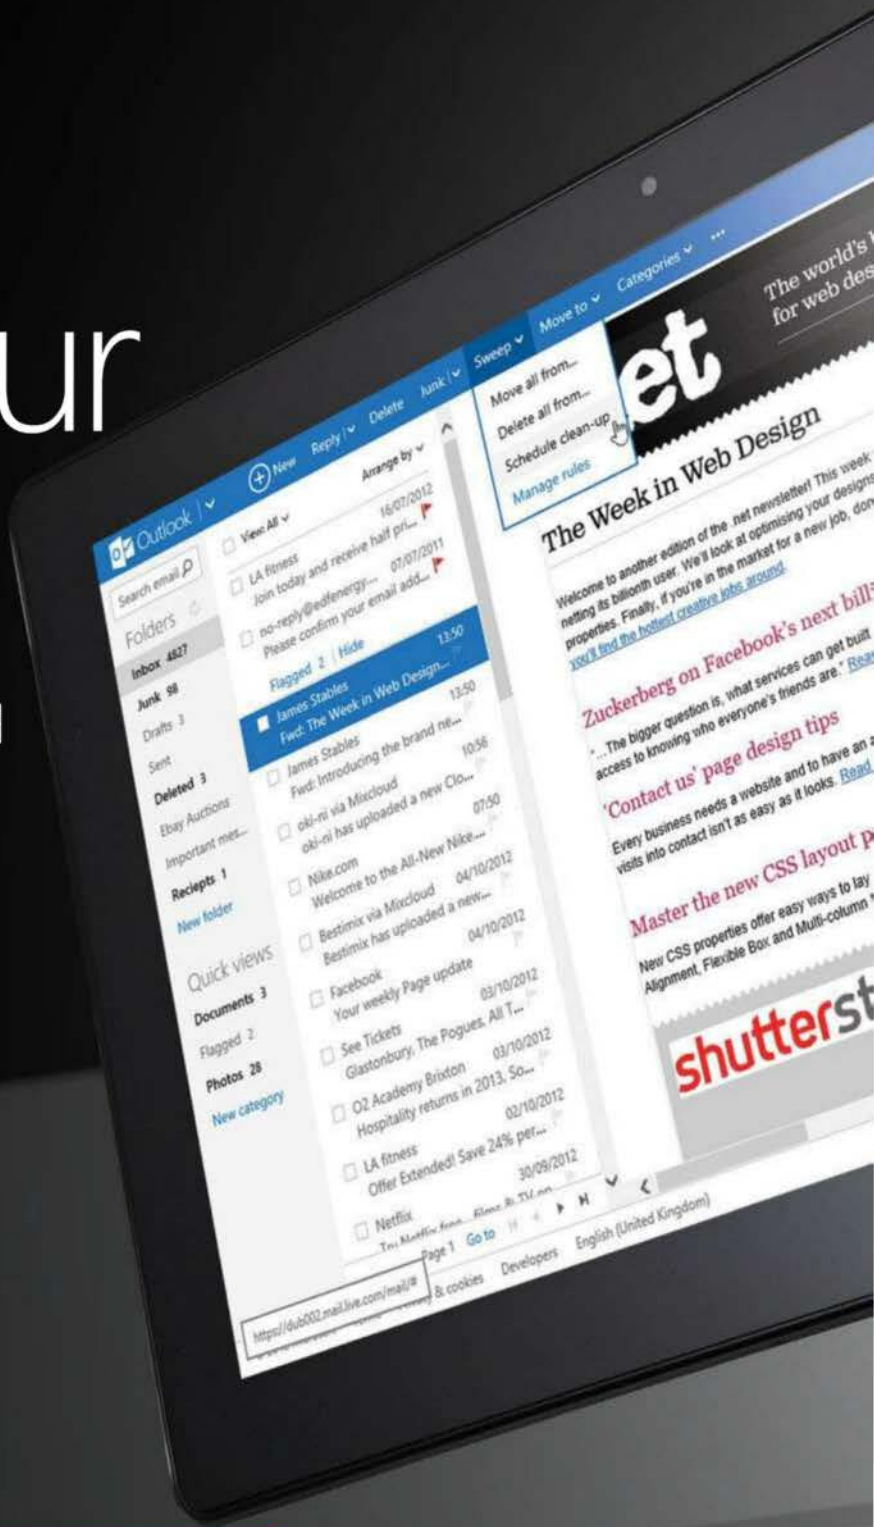 ur
Outlook
New
Reply
Delete
Junk
Sweep
Move to
Categories
...
Search email
Folders
Inbox 4827
Junk 98
Drafts 3
Sent
Deleted 3
Ebay Auctions
Important mes...
Reciepts 1
New folder
Quick views
Documents 3
Flagged 2
Photos 28
New category
View: All
Arrange by
LA fitness
16/07/2012
Join today and receive half pri...
no-reply@edfenergy....
07/07/2011
Please confirm your email add...
Flagged 2 | Hide
James Stables
13:50
Fwd: The Week in Web Design...
James Stables
13:50
Fwd: Introducing the brand ne...
oki-ni via Mixcloud
10:56
oki-ni has uploaded a new Clo...
Nike.com
07:50
Welcome to the All-New Nike....
Bestimix via Mixcloud
04/10/2012
Bestimix has uploaded a new...
Facebook
04/10/2012
Your weekly Page update
See Tickets
03/10/2012
Glastonbury, The Pogues, All T...
O2 Academy Brixton
03/10/2012
Hospitality returns in 2013, So...
LA fitness
02/10/2012
Offer Extended! Save 24% per...
Netflix
30/09/2012
Page 1 Go to
Move all from...
Delete all from...
Schedule clean-up
Manage rules
et
The world's
for web des
The Week in Web Design
Welcome to another edition of the .net newsletter! This week
netting its billionth user. We'll look at optimising your designs
properties. Finally, if you're in the market for a new job, don
you'll find the hottest creative jobs around.
Zuckerberg on Facebook's next billi
"...The bigger question is, what services can get built
access to knowing who everyone's friends are." Rea
'Contact us' page design tips
Every business needs a website and to have an a
visits into contact isn't as easy as it looks. Read
Master the new CSS layout p
New CSS properties offer easy ways to lay
Alignment, Flexible Box and Multi-column
shutterst
https://dub002.mail.live.com/mail/#
& cookies
Developers
English (United Kingdom)